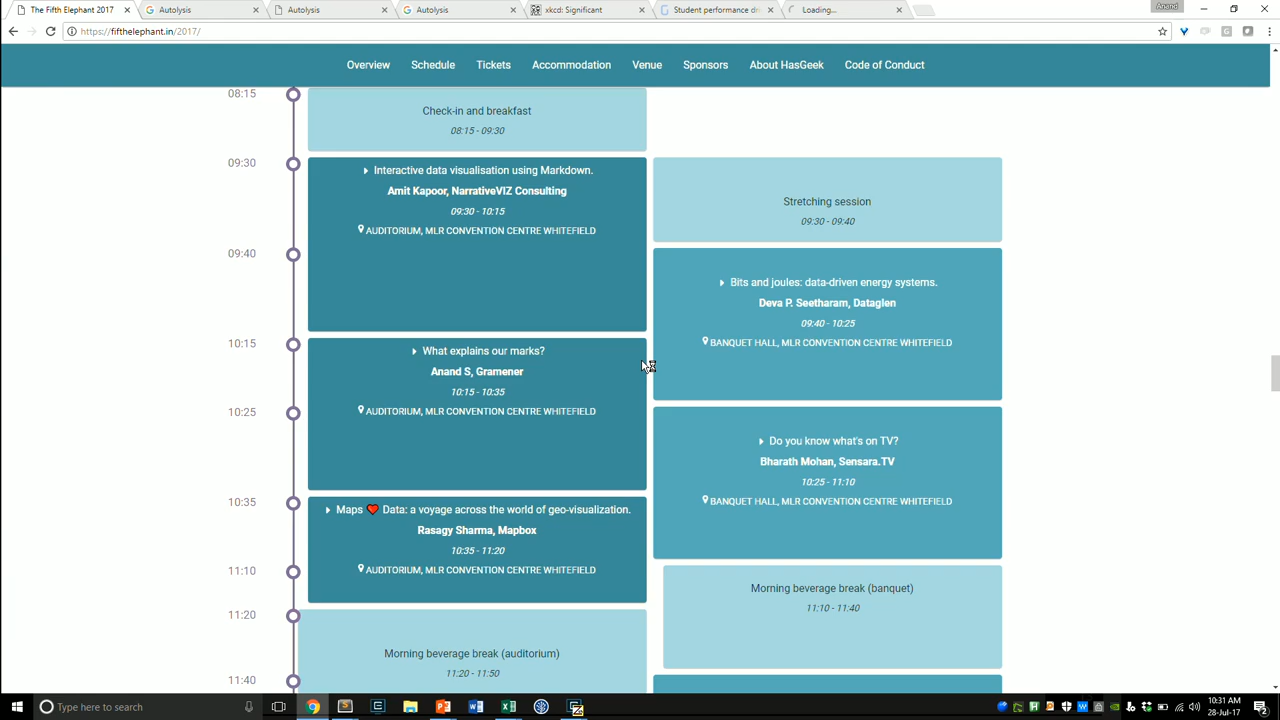 The Fifth Elephant 2017
Autolysis
Autolysis
Autolysis
xkcd: Significant
Student performance dri
Loading...
Anand
https://fifthelephant.in/2017/
Overview
Schedule
Tickets
Accommodation
Venue
Sponsors
About HasGeek
Code of Conduct
08:15
Check-in and breakfast
08:15 - 09:30
09:30
Interactive data visualisation using Markdown.
Amit Kapoor, NarrativeVIZ Consulting
09:30 - 10:15
AUDITORIUM, MLR CONVENTION CENTRE WHITEFIELD
Stretching session
09:30 - 09:40
09:40
Bits and joules: data-driven energy systems.
Deva P. Seetharam, Dataglen
09:40 - 10:25
BANQUET HALL, MLR CONVENTION CENTRE WHITEFIELD
10:15
What explains our marks?
Anand S, Gramener
10:15 - 10:35
AUDITORIUM, MLR CONVENTION CENTRE WHITEFIELD
10:25
Do you know what's on TV?
Bharath Mohan, Sensara.TV
10:25 - 11:10
BANQUET HALL, MLR CONVENTION CENTRE WHITEFIELD
10:35
Maps ❤ Data: a voyage across the world of geo-visualization.
Rasagy Sharma, Mapbox
10:35 - 11:20
AUDITORIUM, MLR CONVENTION CENTRE WHITEFIELD
11:10
Morning beverage break (banquet)
11:10 - 11:40
11:20
Morning beverage break (auditorium)
11:20 - 11:50
11:40
Type here to search
10:31 AM
28-Jul-17